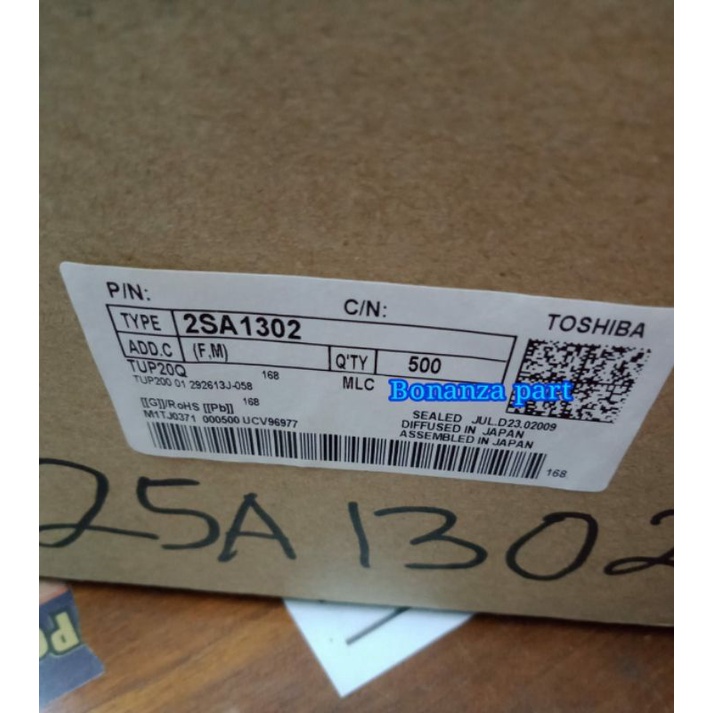 P/N:
C/N:
TOSHIBA
TYPE 2SA1302
ADD.C (F,M)
Q'TY 500
TUP20Q 168 MLC
TUP200 01 292613J-058
Bonanza part
[[G]]/RoHS [[Pb]] 168
M1TJ0371 000500 UCV96977
SEALED JUL.D23.02009
DIFFUSED IN JAPAN
ASSEMBLED IN JAPAN
168
2SA1302